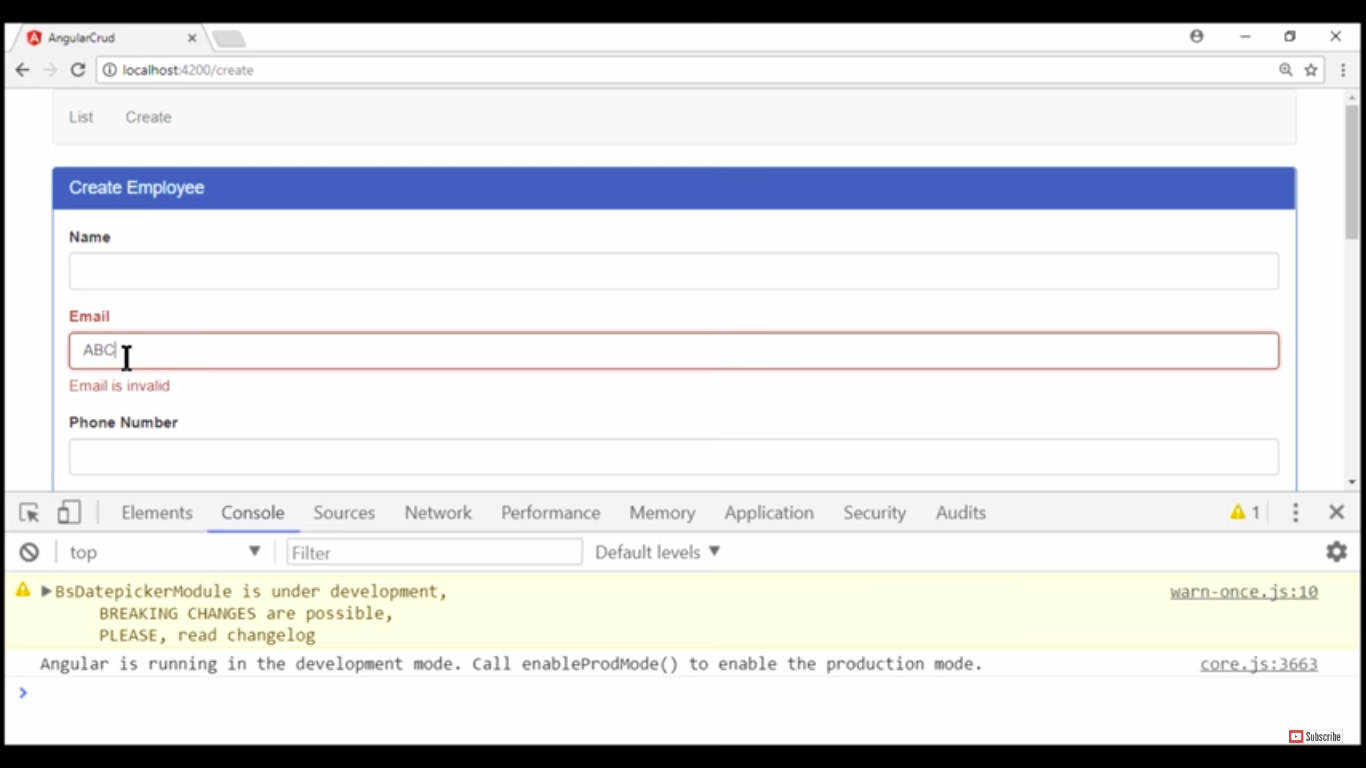 AngularCrud
localhost:4200/create
List Create
Create Employee
Name
Email
ABC
Email is invalid
Phone Number
Elements Console Sources Network Performance Memory Application Security Audits 1
top Filter Default levels
BsDatepickerModule is under development, warn-once.js:10
BREAKING CHANGES are possible,
PLEASE, read changelog
Angular is running in the development mode. Call enableProdMode() to enable the production mode. core.js:3663
Subscribe